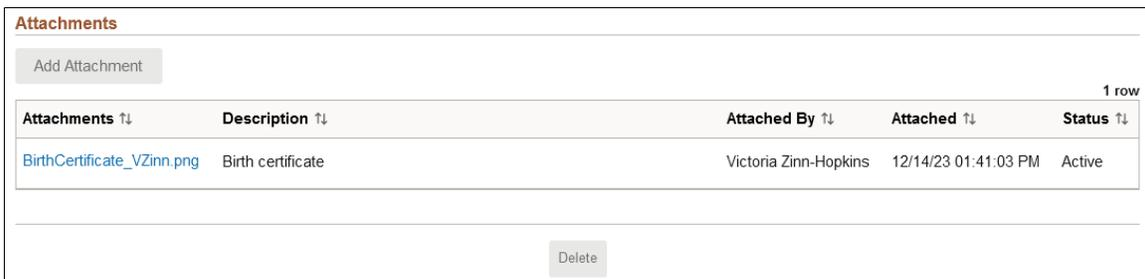 Attachments
Add Attachment
1 row
Attachments ↑↓ Description ↑↓ Attached By ↑↓ Attached ↑↓ Status ↑↓
BirthCertificate_VZinn.png Birth certificate Victoria Zinn-Hopkins 12/14/23 01:41:03 PM Active
Delete